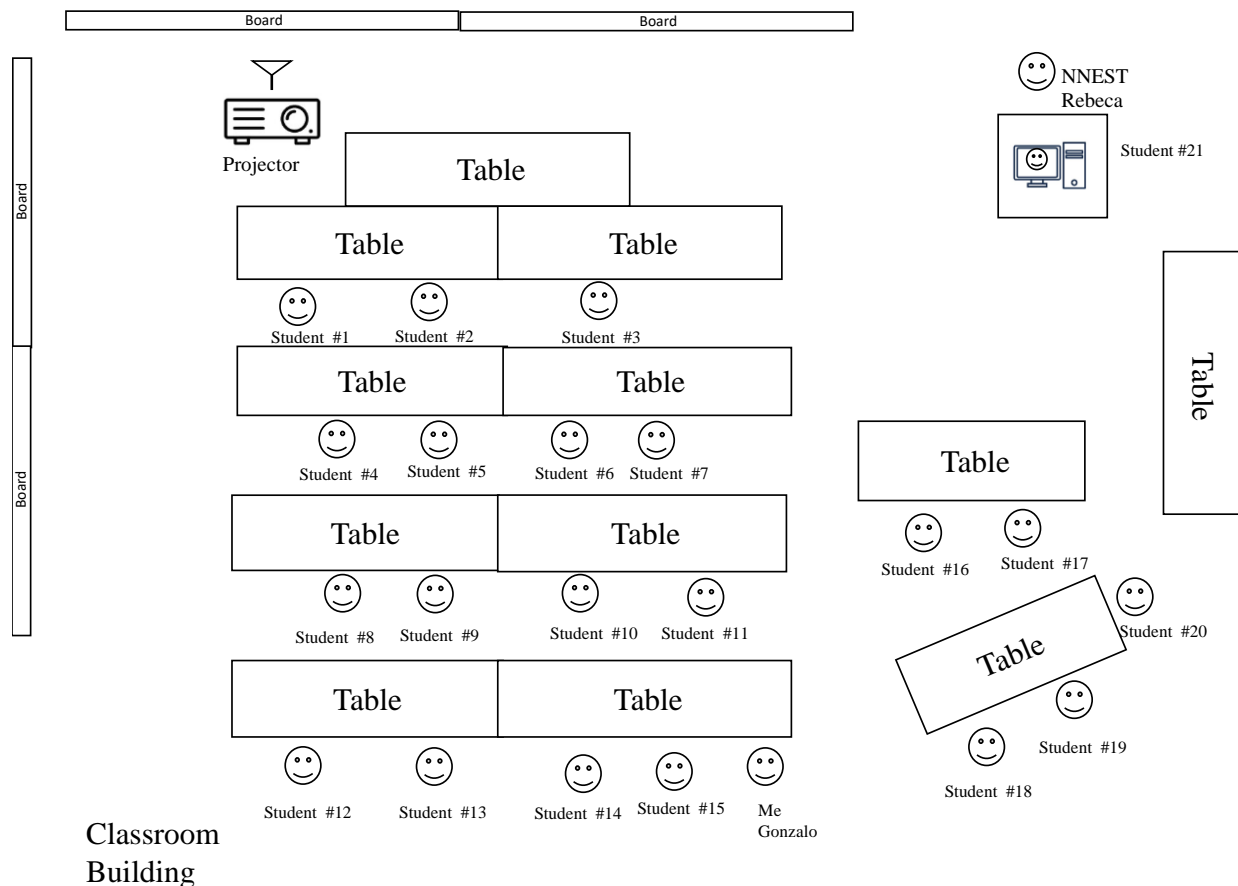 Board
Board
NNEST
Rebeca
Student #21
Projector
Table
Board
Table
Table
Student #1
Student #2
Student #3
Table
Table
Table
Student #4
Student #5
Student #6
Student #7
Table
Board
Student #16
Student #17
Table
Table
Student #8
Student #9
Student #10
Student #11
Student #20
Table
Table
Table
Student #19
Student #18
Student #12
Student #13
Student #14
Student #15
Me
Gonzalo
Classroom
Building